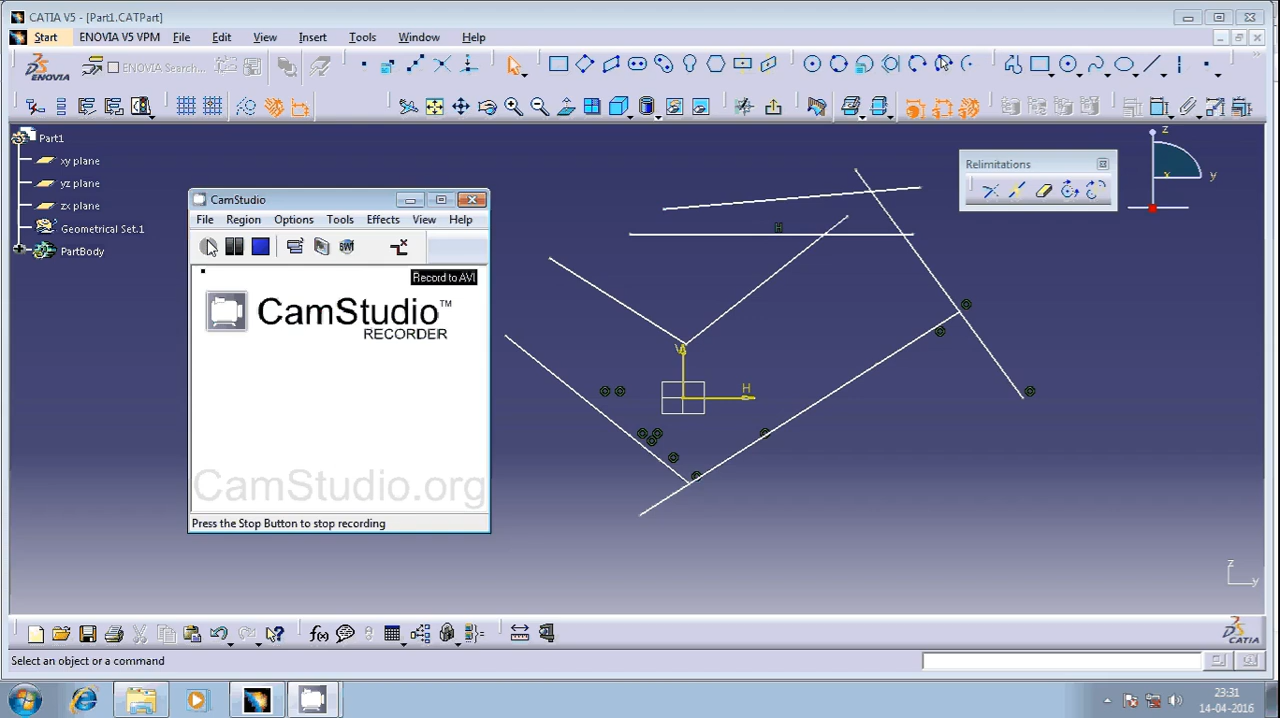 CATIA V5 - [Part1.CATPart]
Start ENOVIA V5 VPM File Edit View Insert Tools Window Help
ENOVIA
ENOVIA Search...
Part1
xy plane
yz plane
zx plane
Geometrical Set.1
PartBody
CamStudio
File Region Options Tools Effects View Help
SWF
Record to AVI
CamStudio™
RECORDER
CamStudio.org
Press the Stop Button to stop recording
Relimitations
z
x
y
H
V
H
z
y
f(x)
CATIA
Select an object or a command
23:31
14-04-2016